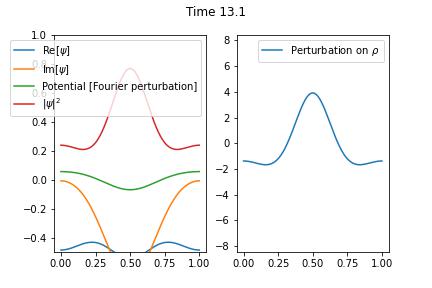 Time 13.1
Re[ψ]
Im[ψ]
Potential [Fourier perturbation]
|ψ|²
Perturbation on ρ
1.0
0.8
0.6
0.4
0.2
0.0
−0.2
−0.4
0.00 0.25 0.50 0.75 1.00
8
6
4
2
0
−2
−4
−6
−8
0.00 0.25 0.50 0.75 1.00